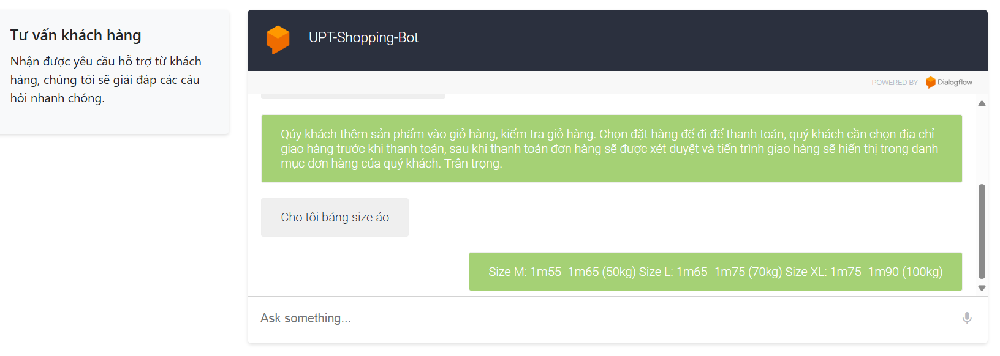 Tư vấn khách hàng
Nhận được yêu cầu hỗ trợ từ khách
hàng, chúng tôi sẽ giải đáp các câu
hỏi nhanh chóng.
UPT-Shopping-Bot
POWERED BY Dialogflow
Qúy khách thêm sản phẩm vào giỏ hàng, kiểm tra giỏ hàng. Chọn đặt hàng để đi để thanh toán, quý khách cần chọn địa chỉ
giao hàng trước khi thanh toán, sau khi thanh toán đơn hàng sẽ được xét duyệt và tiến trình giao hàng sẽ hiển thị trong danh
mục đơn hàng của quý khách. Trân trọng.
Cho tôi bảng size áo
Size M: 1m55 -1m65 (50kg) Size L: 1m65 -1m75 (70kg) Size XL: 1m75 -1m90 (100kg)
Ask something...